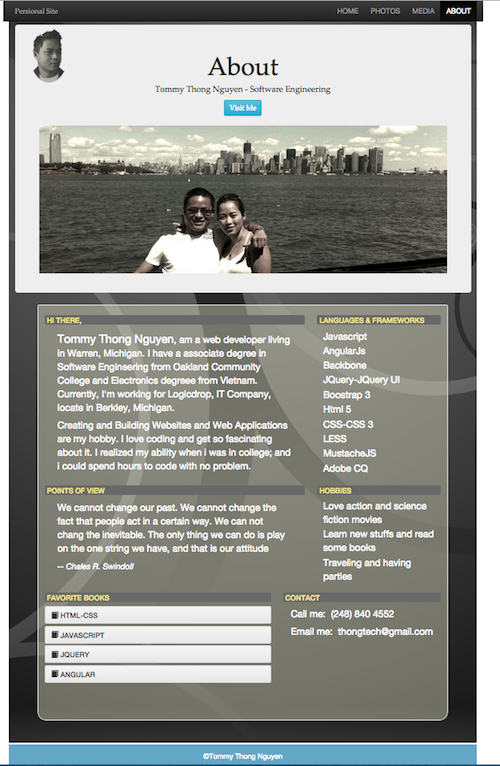 Persional Site
HOME PHOTOS MEDIA ABOUT
About
Tommy Thong Nguyen - Software Engineering
Visit Me
HI THERE,
Tommy Thong Nguyen, am a web developer living
in Warren, Michigan. I have a associate degree in
Software Engineering from Oakland Community
College and Electronics degreee from Vietnam.
Currently, I'm working for Logicdrop, IT Company,
locate in Berkley, Michigan.
Creating and Building Websites and Web Applications
are my hobby. I love coding and get so fascinating
about it. I realized my ability when i was in college; and
i could spend hours to code with no problem.
LANGUAGES & FRAMEWORKS
Javascript
AngularJs
Backbone
JQuery-JQuery UI
Boostrap 3
Html 5
CSS-CSS 3
LESS
MustacheJS
Adobe CQ
POINTS OF VIEW
We cannot change our past. We cannot change the
fact that people act in a certain way. We can not
chang the inevitable. The only thing we can do is play
on the one string we have, and that is our attitude
-- Chales R. Swindoll
HOBBIES
Love action and science
fiction movies
Learn new stuffs and read
some books
Traveling and having
parties
FAVORITE BOOKS
HTML-CSS
JAVASCRIPT
JQUERY
ANGULAR
CONTACT
Call me: (248) 840 4552
Email me: thongtech@gmail.com
©Tommy Thong Nguyen